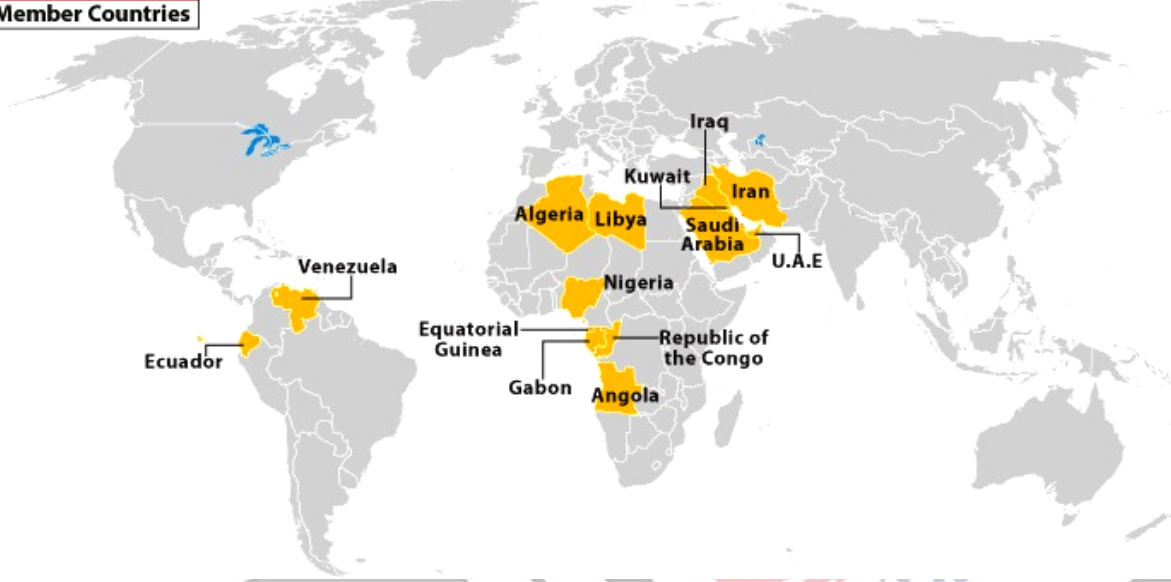 Member Countries
Iraq
Kuwait
Iran
Algeria
Libya
Saudi
Arabia
U.A.E
Venezuela
Nigeria
Equatorial
Guinea
Republic of
the Congo
Ecuador
Gabon
Angola